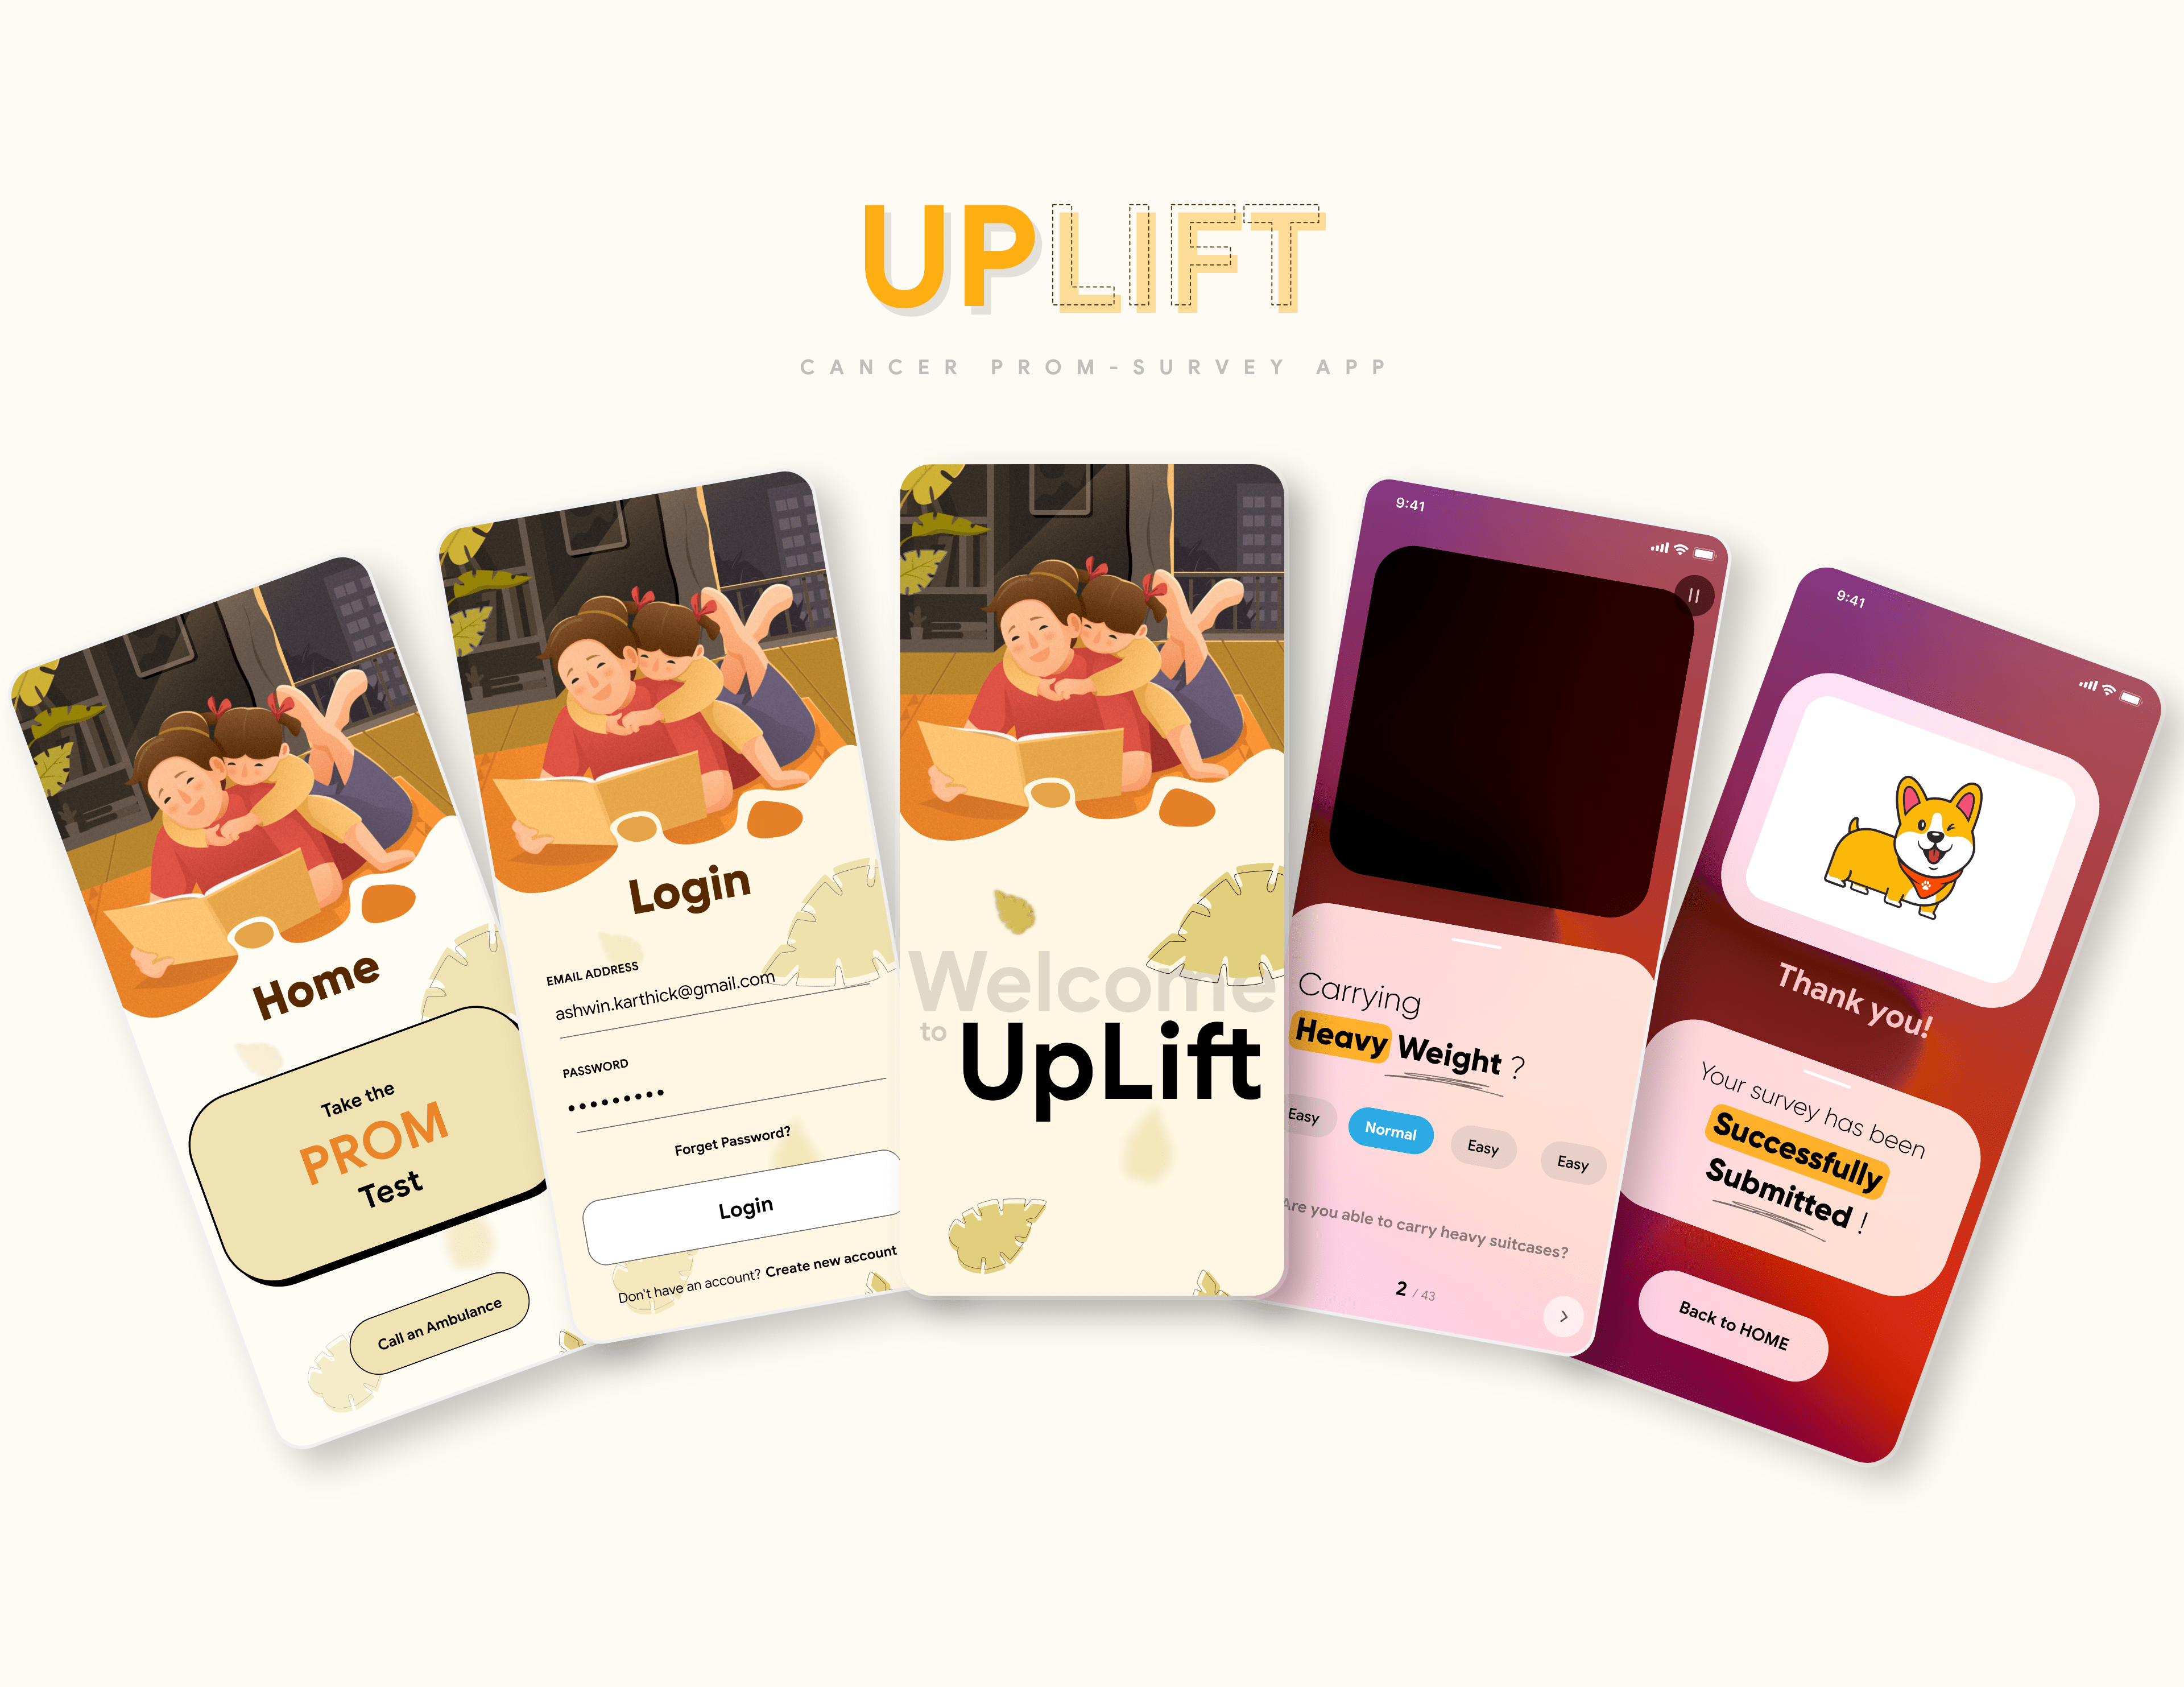 UPLIFT
CANCER PROM-SURVEY APP
Home
Take the
PROM
Test
Call an Ambulance
Login
EMAIL ADDRESS
ashwin.karthick@gmail.com
PASSWORD
•••••••••
Forget Password?
Login
Don't have an account? Create new account
Welcome
to UpLift
9:41
Carrying
Heavy Weight ?
Easy Normal Easy Easy
Are you able to carry heavy suitcases?
2 / 43
9:41
Thank you!
Your survey has been
Successfully
Submitted !
Back to HOME